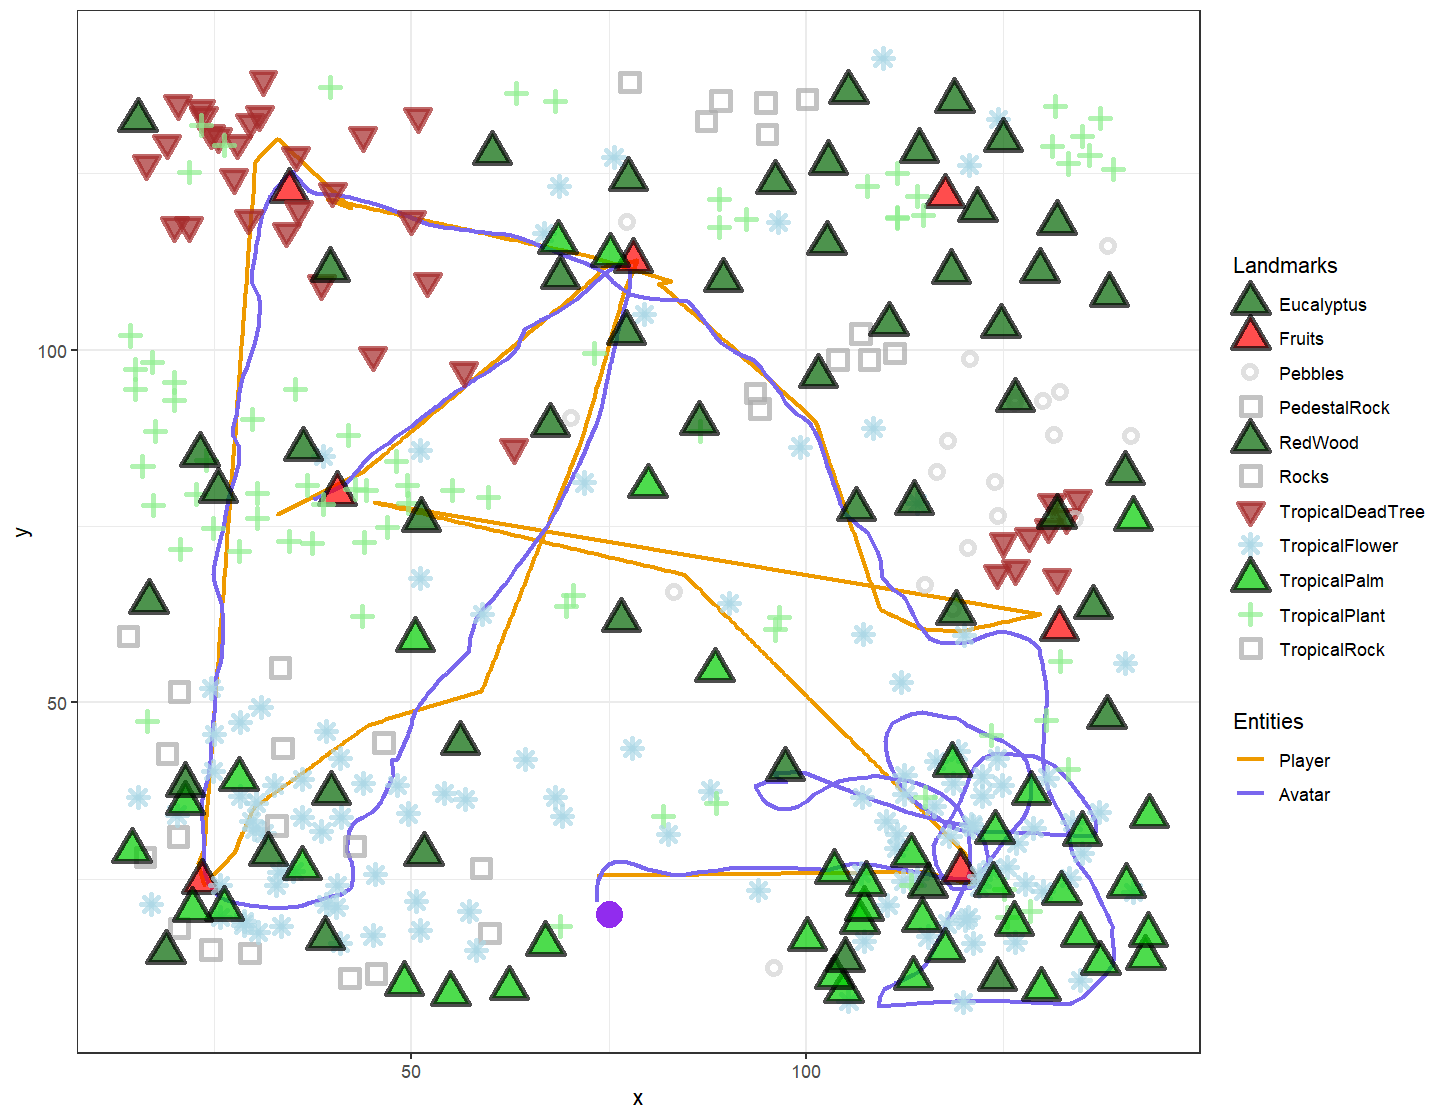 100
50
y
50
100
x
Landmarks
Eucalyptus
Fruits
Pebbles
PedestalRock
RedWood
Rocks
TropicalDeadTree
TropicalFlower
TropicalPalm
TropicalPlant
TropicalRock
Entities
Player
Avatar